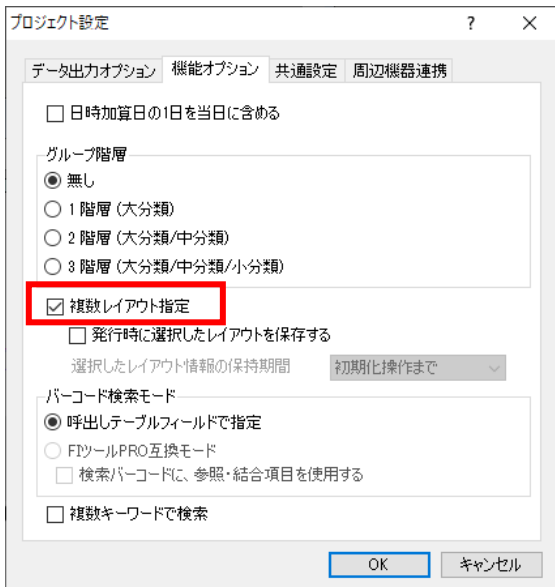 プロジェクト設定
? ×
データ出力オプション 機能オプション 共通設定 周辺機器連携
日時加算日の1日を当日に含める
グループ階層
無し
1 階層 (大分類)
2 階層 (大分類/中分類)
3 階層 (大分類/中分類/小分類)
複数レイアウト指定
発行時に選択したレイアウトを保存する
選択したレイアウト情報の保持期間 初期化操作まで
バーコード検索モード
呼出しテーブルフィールドで指定
FIツールPRO互換モード
検索バーコードに、参照・結合項目を使用する
複数キーワードで検索
OK キャンセル